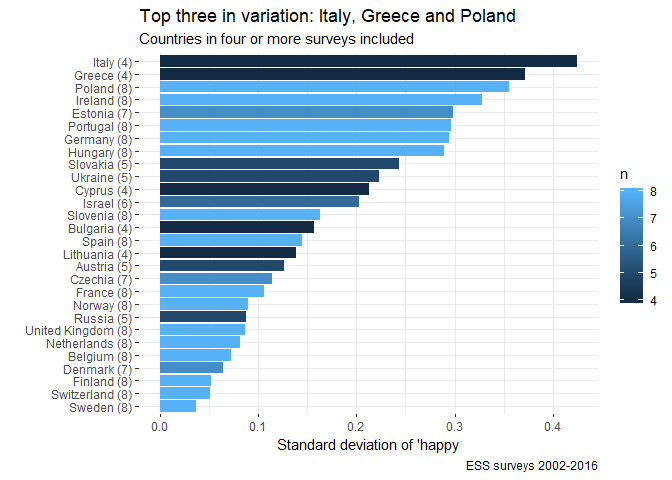 Top three in variation: Italy, Greece and Poland
Countries in four or more surveys included
Italy (4)
Greece (4)
Poland (8)
Ireland (8)
Estonia (7)
Portugal (8)
Germany (8)
Hungary (8)
Slovakia (5)
Ukraine (5)
Cyprus (4)
Israel (6)
Slovenia (8)
Bulgaria (4)
Spain (8)
Lithuania (4)
Austria (5)
Czechia (7)
France (8)
Norway (8)
Russia (5)
United Kingdom (8)
Netherlands (8)
Belgium (8)
Denmark (7)
Finland (8)
Switzerland (8)
Sweden (8)
0.0 0.1 0.2 0.3 0.4
Standard deviation of 'happy
ESS surveys 2002-2016
n
8
7
6
5
4